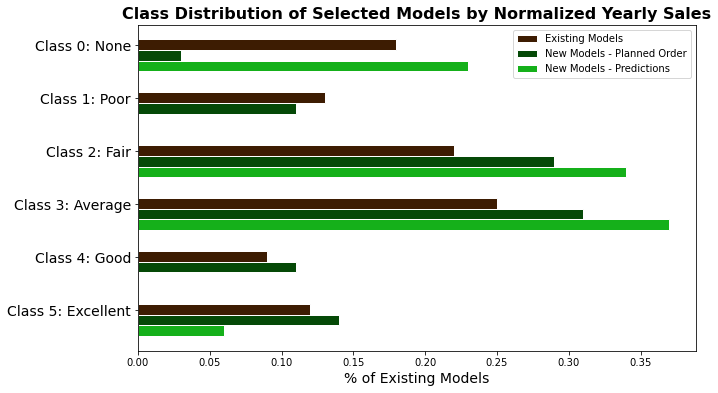 Class Distribution of Selected Models by Normalized Yearly Sales
Existing Models
New Models - Planned Order
New Models - Predictions
Class 0: None
Class 1: Poor
Class 2: Fair
Class 3: Average
Class 4: Good
Class 5: Excellent
0.00 0.05 0.10 0.15 0.20 0.25 0.30 0.35
% of Existing Models